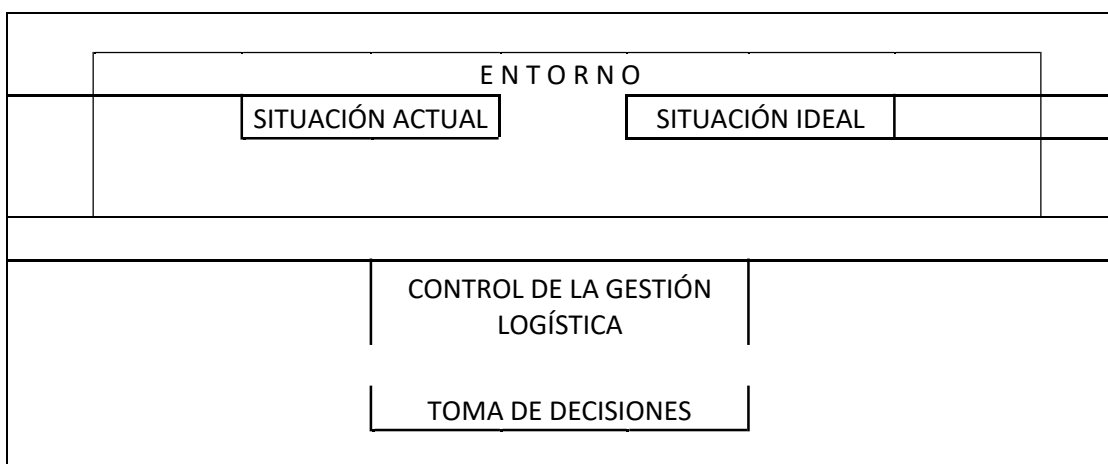 E N T O R N O
SITUACIÓN ACTUAL SITUACIÓN IDEAL
CONTROL DE LA GESTIÓN
LOGÍSTICA
TOMA DE DECISIONES